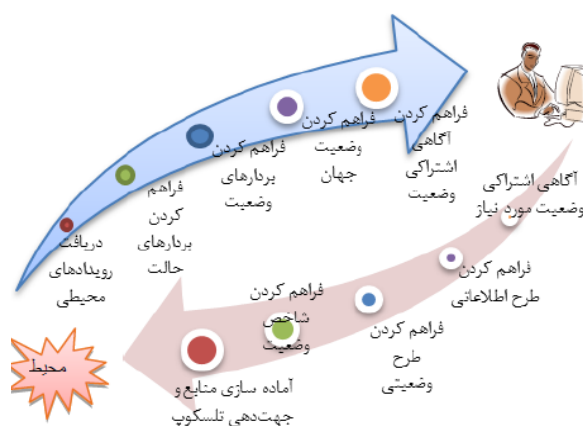 دریافت
رویدادهای
محیطی
فراهم
کردن
بردارهای
حالت
فراهم کردن
بردارهای
وضعیت
فراهم کردن
وضعیت
جهان
فراهم کردن
آگاهی
اشتراکی
وضعیت
آگاهی اشتراکی
وضعیت مورد نیاز
فراهم کردن
طرح اطلاعاتی
فراهم کردن
طرح
وضعیتی
فراهم کردن
شاخص
وضعیت
آماده سازی منابع و
جهت‌دهی تلسکوپ
محیط